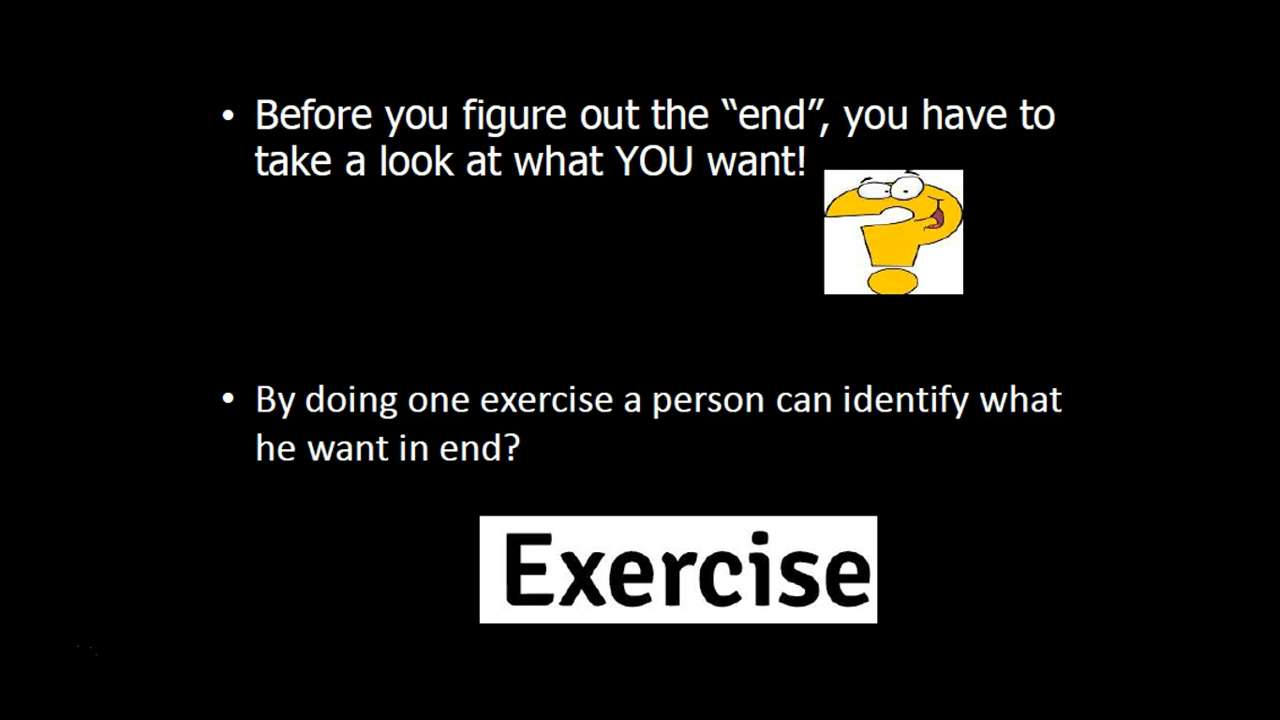 • Before you figure out the “end”, you have to
take a look at what YOU want!
• By doing one exercise a person can identify what
he want in end?
Exercise